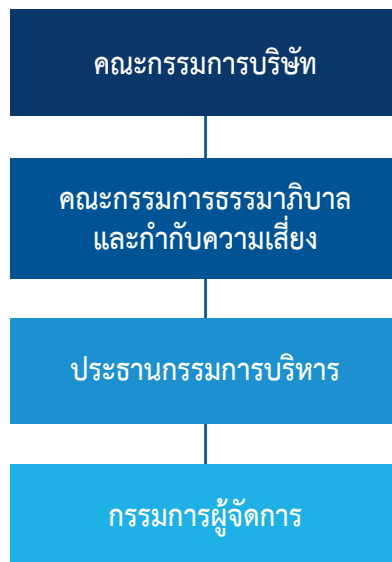 คณะกรรมการบริษัท
คณะกรรมการธรรมาภิบาล
และกำกับความเสี่ยง
ประธานกรรมการบริหาร
กรรมการผู้จัดการ